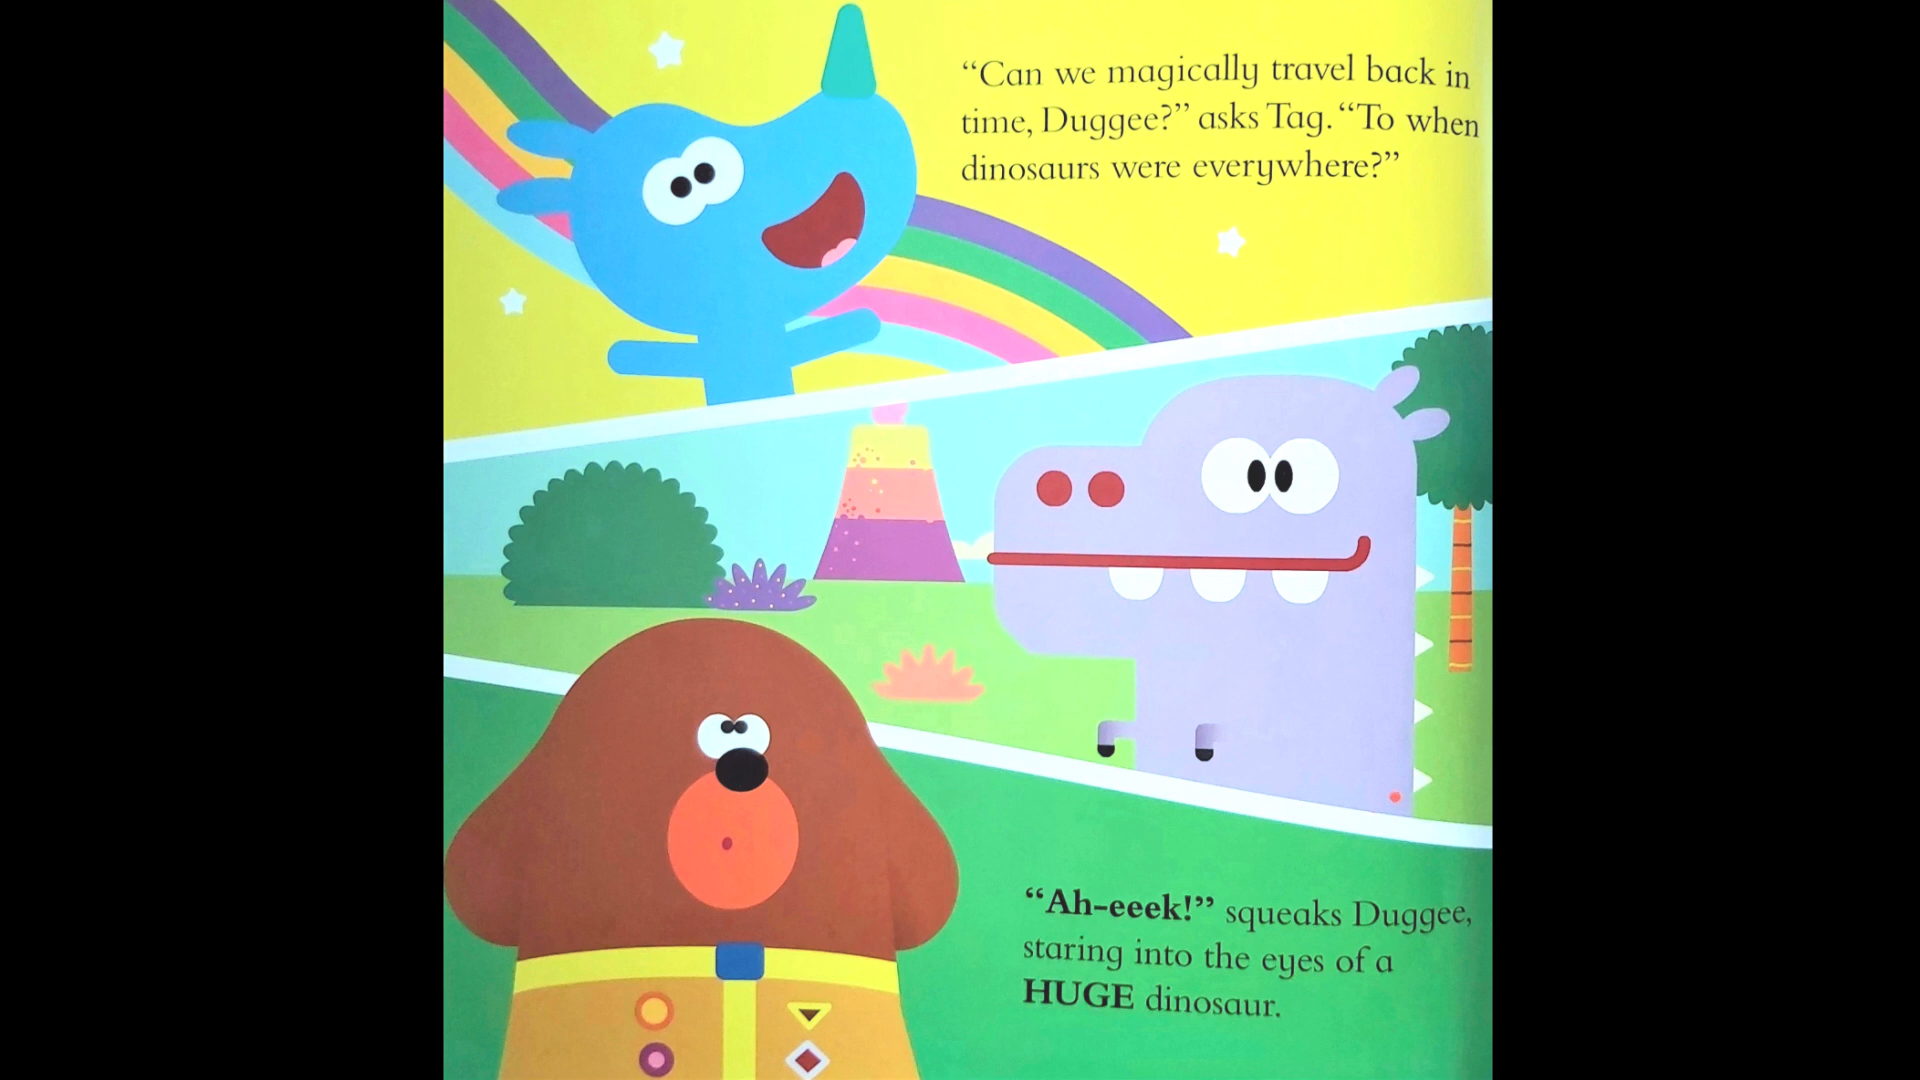 “Can we magically travel back in
time, Duggee?” asks Tag. “To when
dinosaurs were everywhere?”
“Ah-eeek!” squeaks Duggee,
staring into the eyes of a
HUGE dinosaur.